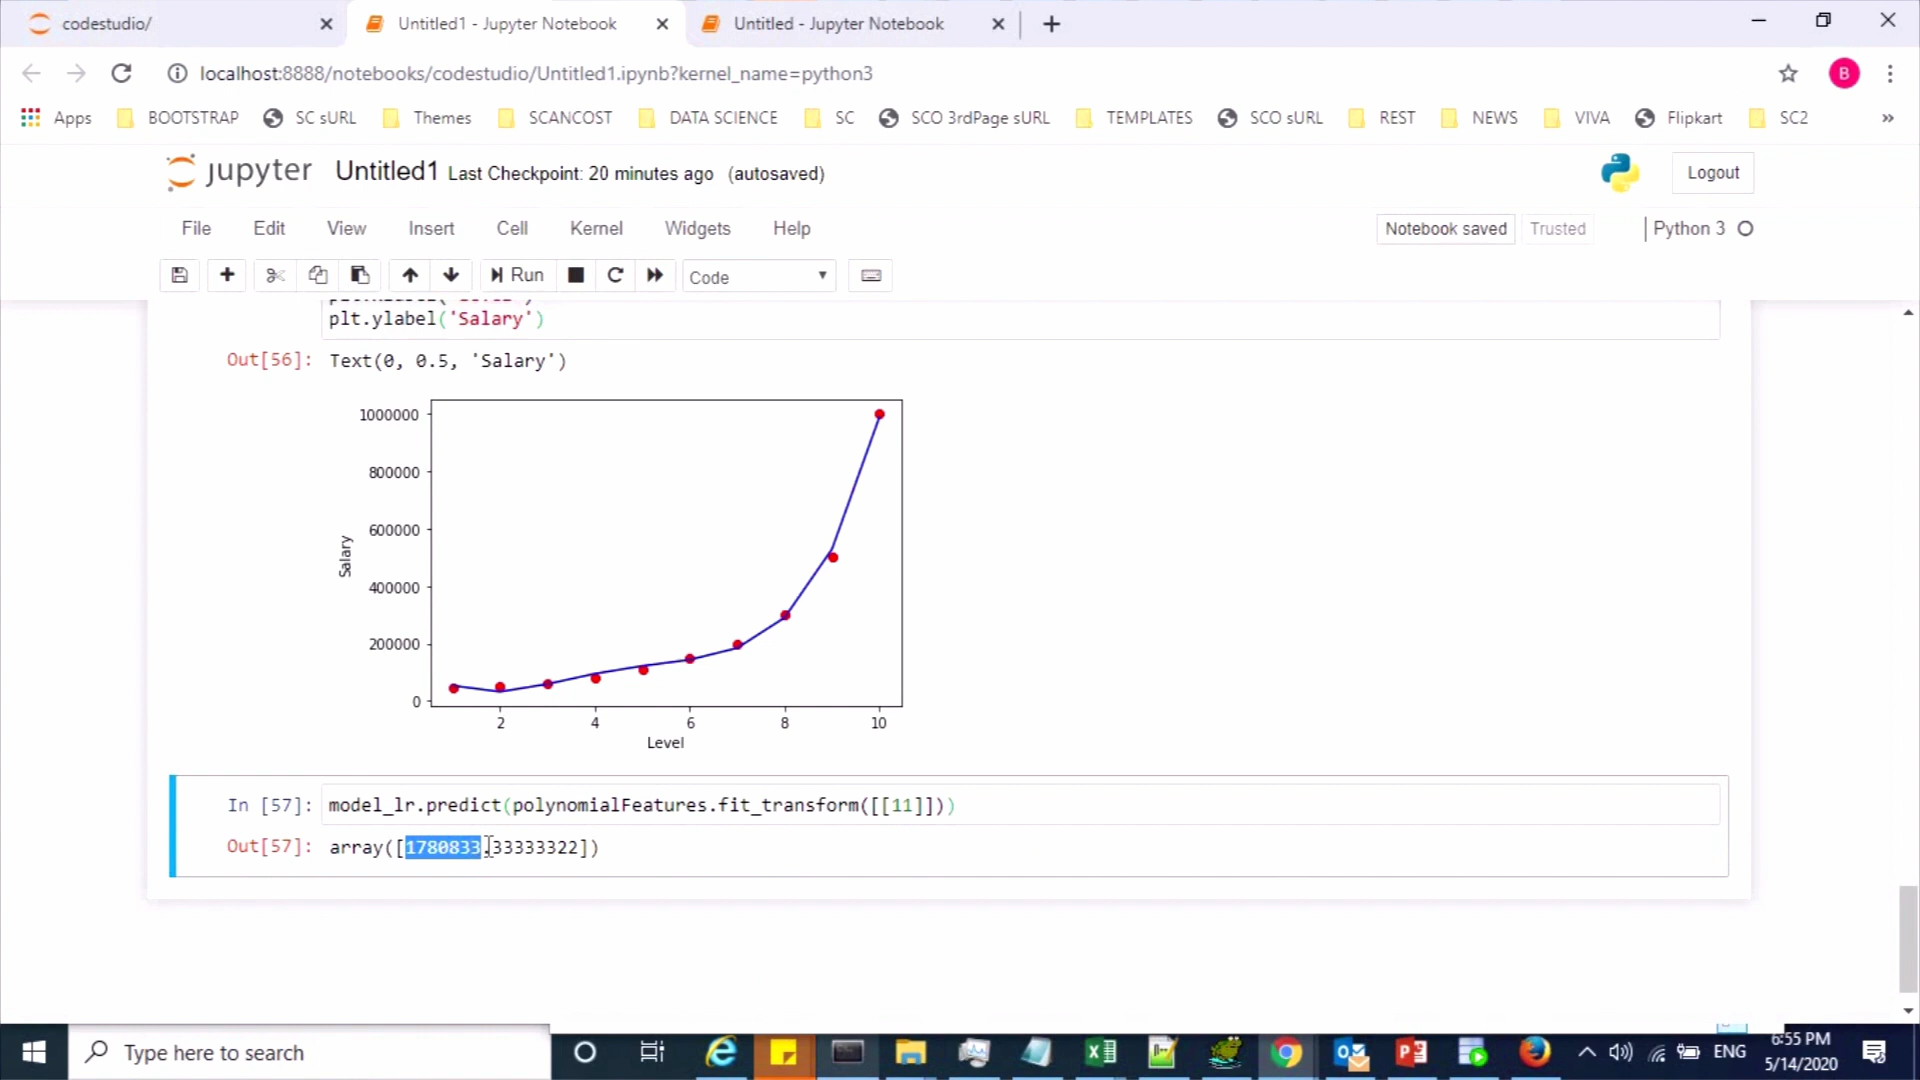 codestudio/
Untitled1 - Jupyter Notebook
Untitled - Jupyter Notebook
localhost:8888/notebooks/codestudio/Untitled1.ipynb?kernel_name=python3
B
Apps BOOTSTRAP SC sURL Themes SCANCOST DATA SCIENCE SC SCO 3rdPage sURL TEMPLATES SCO sURL REST NEWS VIVA Flipkart SC2 »
jupyter Untitled1 Last Checkpoint: 20 minutes ago (autosaved)
Logout
File Edit View Insert Cell Kernel Widgets Help
Notebook saved Trusted Python 3
Run Code
plt.ylabel('Salary')
Out[56]: Text(0, 0.5, 'Salary')
1000000
800000
600000
400000
200000
0
Salary
2 4 6 8 10
Level
In [57]: model_lr.predict(polynomialFeatures.fit_transform([[11]]))
Out[57]: array([1780833.33333322])
Type here to search
ENG
6:55 PM
5/14/2020